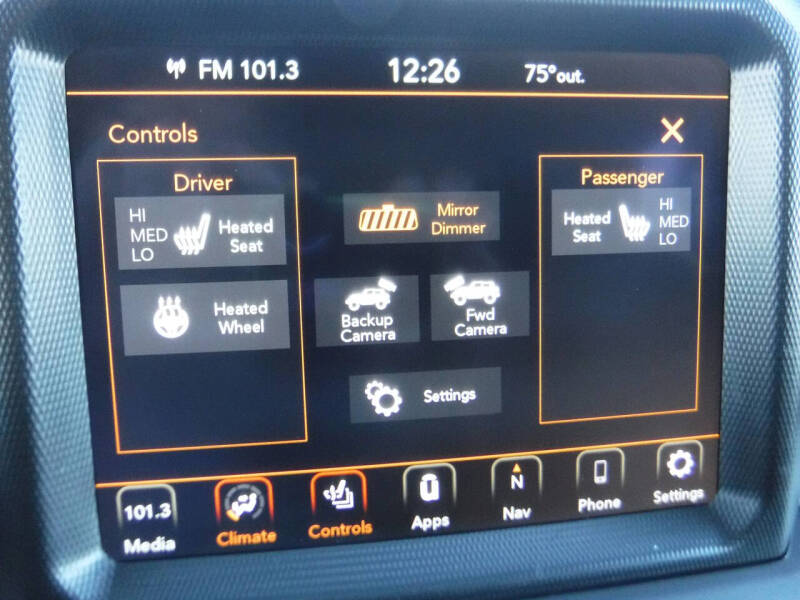 FM 101.3 12:26 75°out.
Controls X
Driver
HI
MED
LO
Heated
Seat
Heated
Wheel
Mirror
Dimmer
Backup
Camera
Fwd
Camera
Settings
Passenger
Heated
Seat
HI
MED
LO
101.3
Media
Climate
Controls
Apps
N
Nav
Phone
Settings